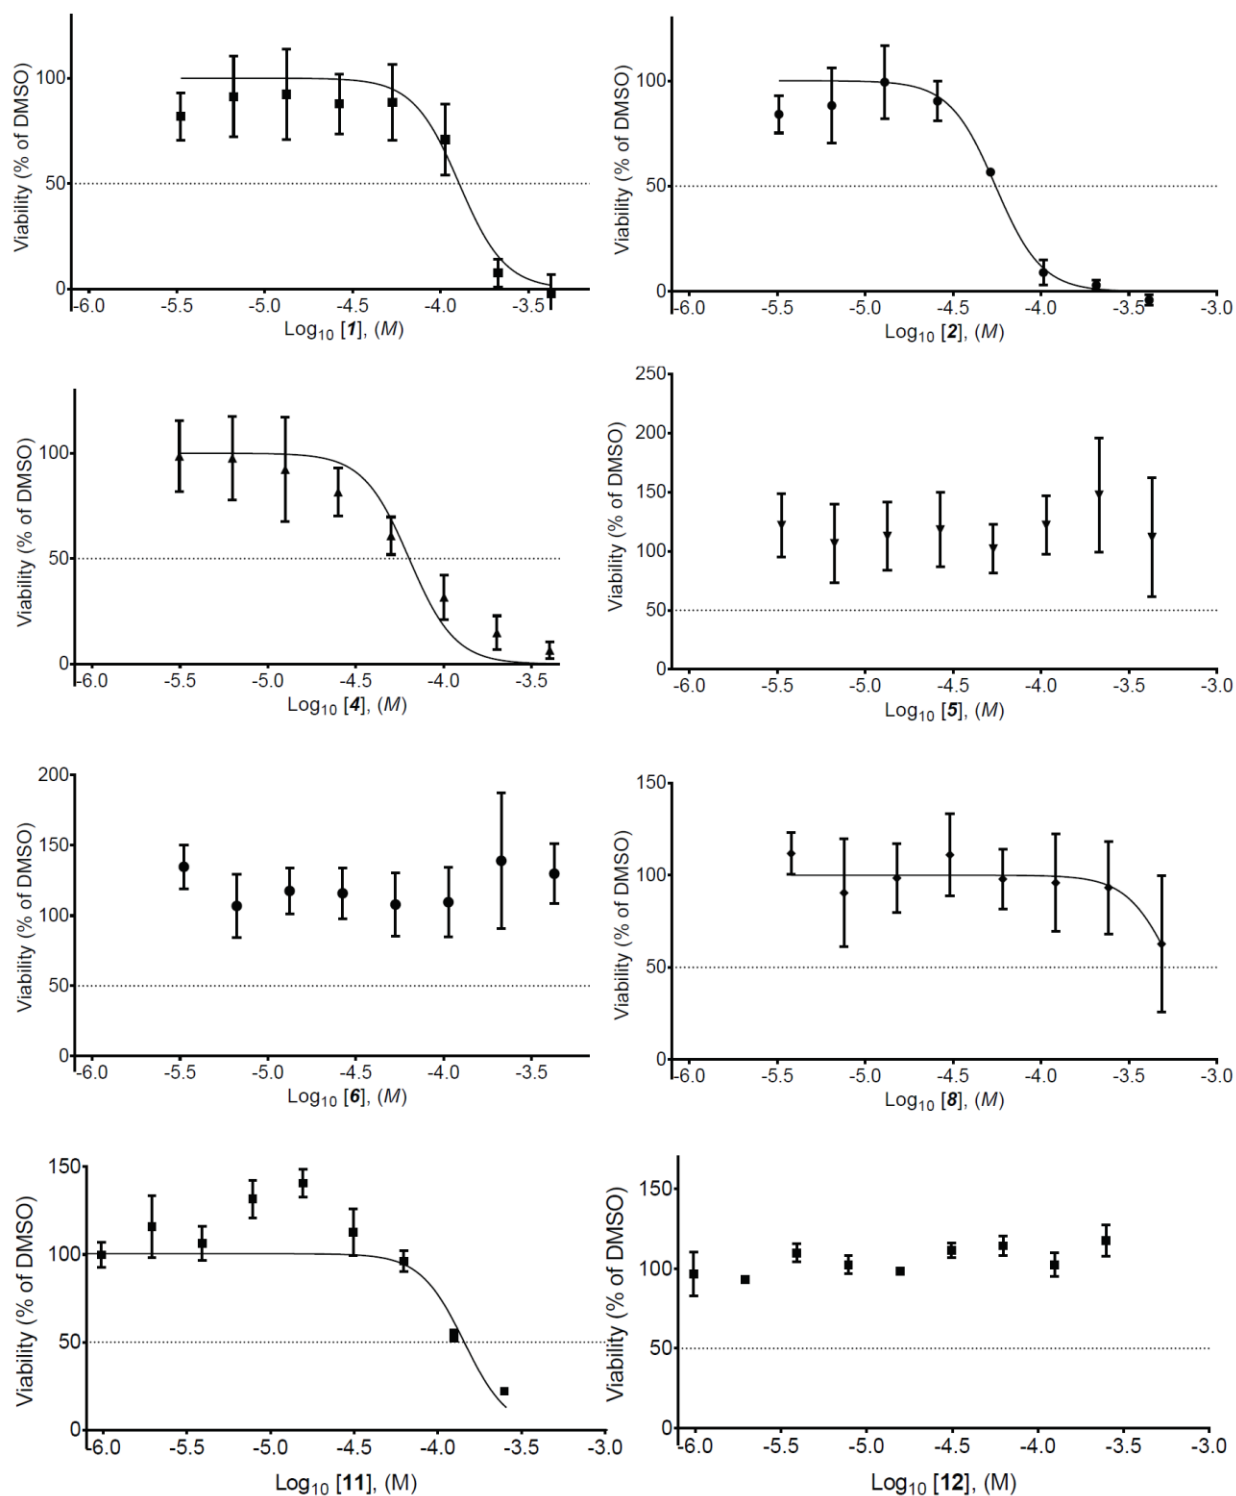 Viability (% of DMSO)
100
50
0
-6.0 -5.5 -5.0 -4.5 -4.0 -3.5
Log10 [1], (M)
Viability (% of DMSO)
100
50
0
-6.0 -5.5 -5.0 -4.5 -4.0 -3.5 -3.0
Log10 [2], (M)
Viability (% of DMSO)
100
50
0
-6.0 -5.5 -5.0 -4.5 -4.0 -3.5
Log10 [4], (M)
Viability (% of DMSO)
250
200
150
100
50
0
-6.0 -5.5 -5.0 -4.5 -4.0 -3.5 -3.0
Log10 [5], (M)
Viability (% of DMSO)
200
150
100
50
0
-6.0 -5.5 -5.0 -4.5 -4.0 -3.5
Log10 [6], (M)
Viability (% of DMSO)
150
100
50
0
-6.0 -5.5 -5.0 -4.5 -4.0 -3.5 -3.0
Log10 [8], (M)
Viability (% of DMSO)
150
100
50
0
-6.0 -5.5 -5.0 -4.5 -4.0 -3.5 -3.0
Log10 [11], (M)
Viability (% of DMSO)
150
100
50
0
-6.0 -5.5 -5.0 -4.5 -4.0 -3.5 -3.0
Log10 [12], (M)